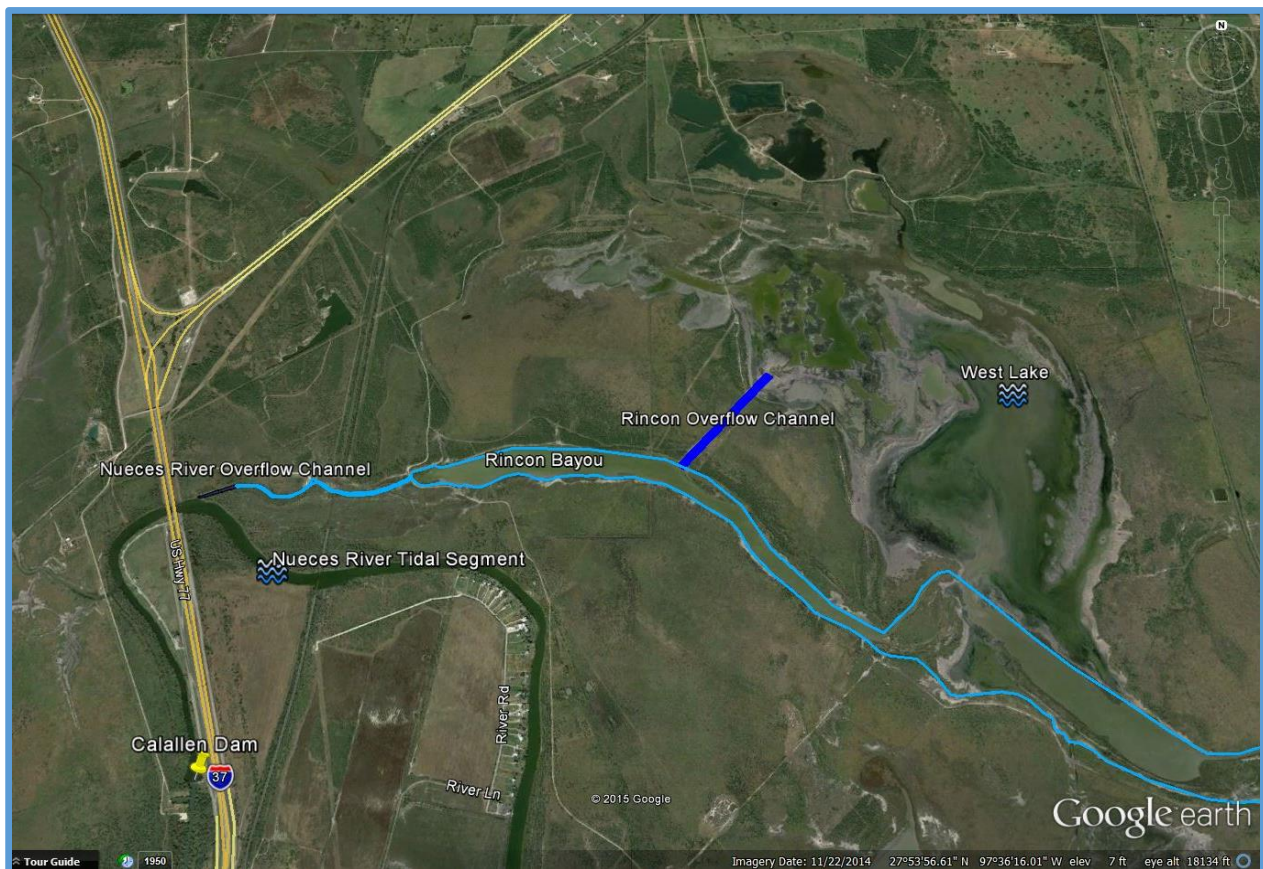 N
West Lake
Rincon Overflow Channel
Rincon Bayou
Nueces River Overflow Channel
US Hwy 77
Nueces River Tidal Segment
River Rd
Calallen Dam
37
River Ln
© 2015 Google
Google earth
Tour Guide
1950
Imagery Date: 11/22/2014 27°53'56.61" N 97°36'16.01" W elev 7 ft eye alt 18134 ft